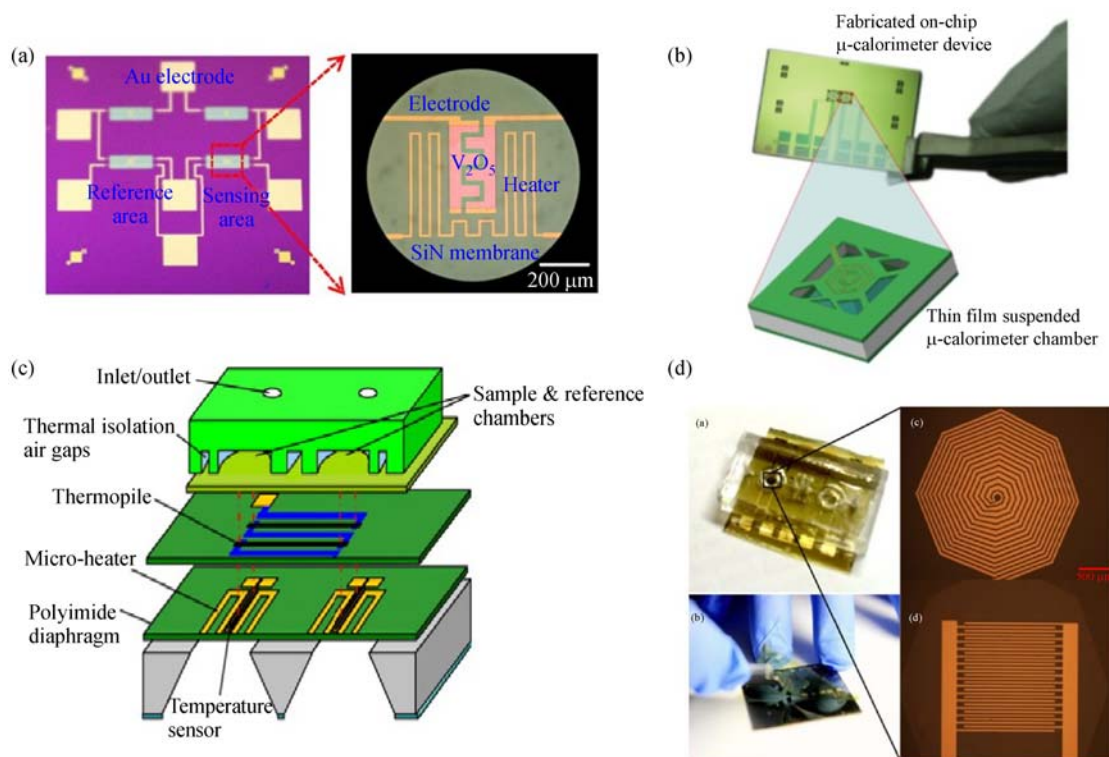 (a)
Au electrode
Reference
area
Sensing
area
Electrode
V₂O₅
Heater
SiN membrane
200 μm
(b)
Fabricated on-chip
μ-calorimeter device
Thin film suspended
μ-calorimeter chamber
(c)
Inlet/outlet
Sample & reference
chambers
Thermal isolation
air gaps
Thermopile
Micro-heater
Polyimide
diaphragm
Temperature
sensor
(d)
(a)
(c)
(b)
(d)